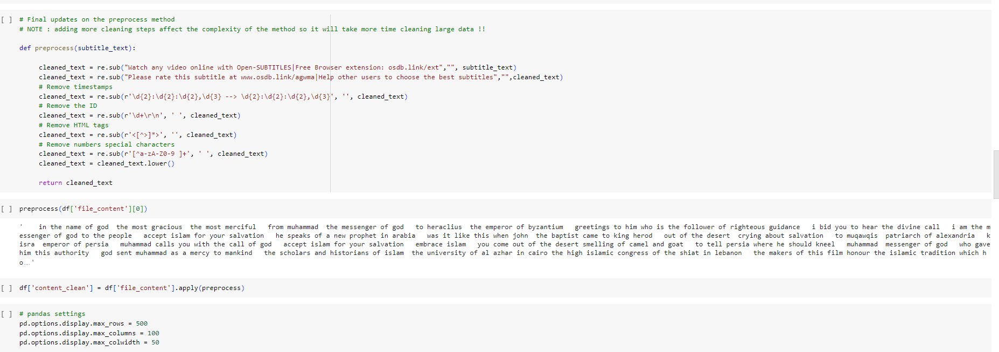 [ ] # Final updates on the preprocess method
# NOTE : adding more cleaning steps affect the complexity of the method so it will take more time cleaning large data !!
def preprocess(subtitle_text):
cleaned_text = re.sub("Watch any video online with Open-SUBTITLES|Free Browser extension: osdb.link/ext","", subtitle_text)
cleaned_text = re.sub("Please rate this subtitle at www.osdb.link/agwma|Help other users to choose the best subtitles","",cleaned_text)
# Remove timestamps
cleaned_text = re.sub(r'\d{2}:\d{2}:\d{2},\d{3} --> \d{2}:\d{2}:\d{2},\d{3}', '', cleaned_text)
# Remove the ID
cleaned_text = re.sub(r'\d+\r\n', ' ', cleaned_text)
# Remove HTML tags
cleaned_text = re.sub(r'<[^>]*>', '', cleaned_text)
# Remove numbers special characters
cleaned_text = re.sub(r'[^a-zA-Z0-9 ]+', ' ', cleaned_text)
cleaned_text = cleaned_text.lower()
return cleaned_text
[ ] preprocess(df['file_content'][0])
'    in the name of god  the most gracious  the most merciful   from muhammad  the messenger of god   to heraclius  the emperor of byzantium   greetings to him who is the follower of righteous guidance   i bid you to hear the divine call   i am the m
essenger of god to the people   accept islam for your salvation   he speaks of a new prophet in arabia   was it like this when john  the baptist came to king herod   out of the desert  crying about salvation   to muqawqis  patriarch of alexandria   k
isra  emperor of persia   muhammad calls you with the call of god   accept islam for your salvation   embrace islam   you come out of the desert smelling of camel and goat   to tell persia where he should kneel   muhammad  messenger of god   who gave
him this authority   god sent muhammad as a mercy to mankind   the scholars and historians of islam  the university of al azhar in cairo the high islamic congress of the shiat in lebanon   the makers of this film honour the islamic tradition which h
o...'
[ ] df['content_clean'] = df['file_content'].apply(preprocess)
[ ] # pandas settings
pd.options.display.max_rows = 500
pd.options.display.max_columns = 100
pd.options.display.max_colwidth = 50